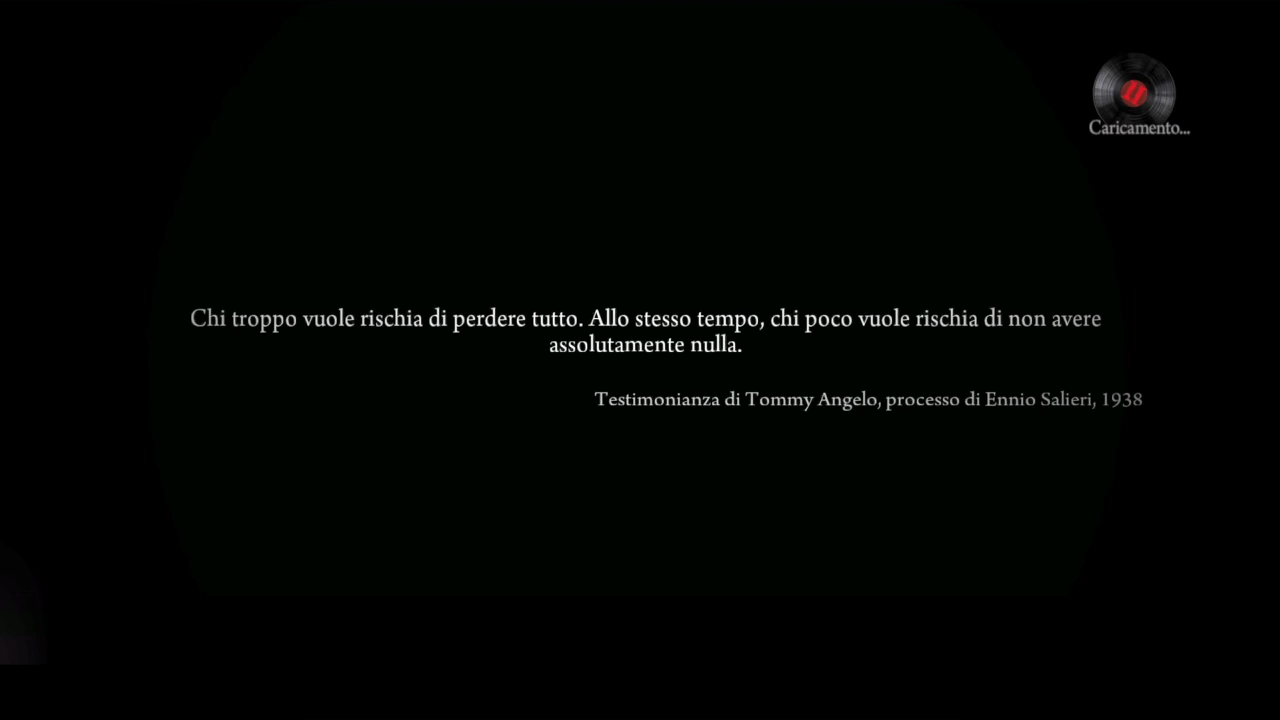 Caricamento...
Chi troppo vuole rischia di perdere tutto. Allo stesso tempo, chi poco vuole rischia di non avere
assolutamente nulla.
Testimonianza di Tommy Angelo, processo di Ennio Salieri, 1938